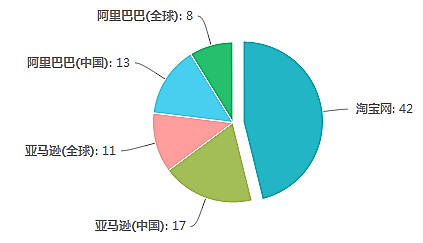 阿里巴巴(全球): 8
阿里巴巴(中国): 13
淘宝网: 42
亚马逊(全球): 11
亚马逊(中国): 17